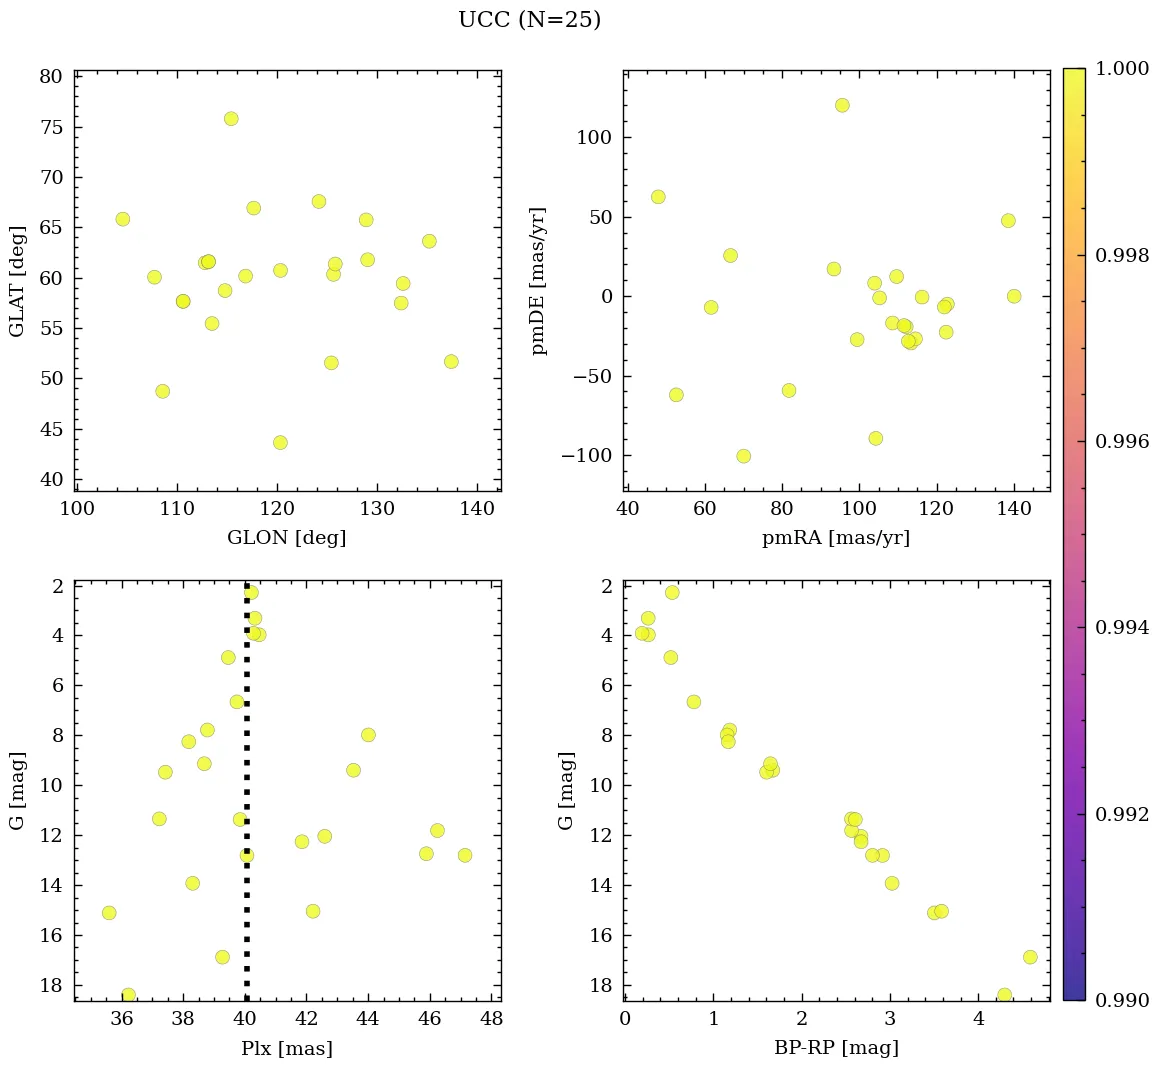 UCC (N=25)
80
75
70
65
60
55
50
45
40
GLAT [deg]
100 110 120 130 140
GLON [deg]
100
50
0
−50
−100
pmDE [mas/yr]
40 60 80 100 120 140
pmRA [mas/yr]
2
4
6
8
10
12
14
16
18
G [mag]
36 38 40 42 44 46 48
Plx [mas]
2
4
6
8
10
12
14
16
18
G [mag]
0 1 2 3 4
BP-RP [mag]
1.000
0.998
0.996
0.994
0.992
0.990